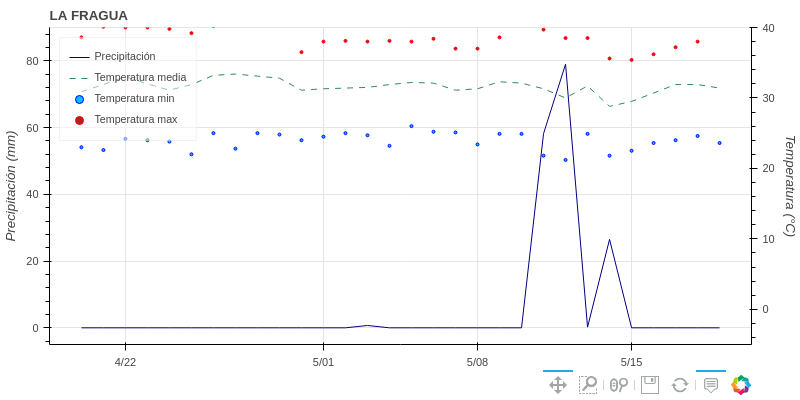 LA FRAGUA
Precipitación
Temperatura media
Temperatura min
Temperatura max
80
60
40
20
0
Precipitación (mm)
40
30
20
10
0
Temperatura (°C)
4/22
5/01
5/08
5/15